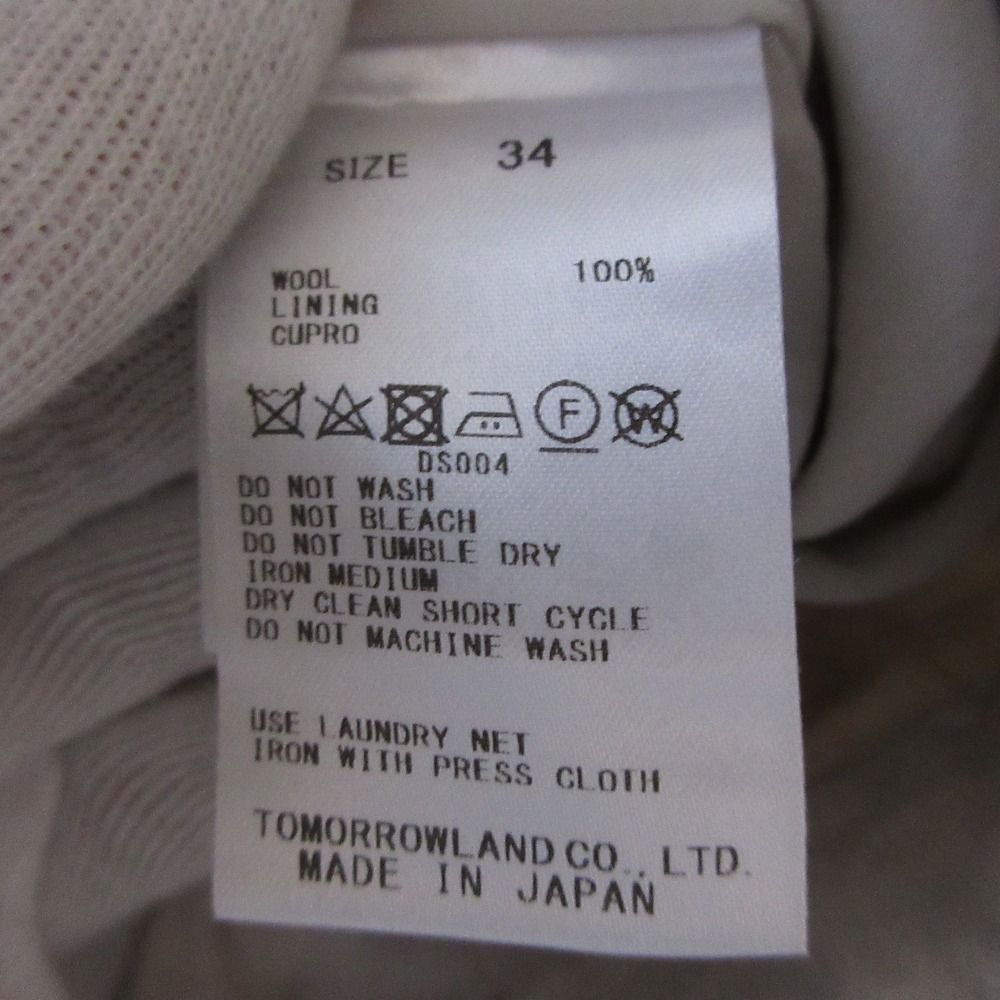 SIZE 34
WOOL 100%
LINING
CUPRO
F W
DS004
DO NOT WASH
DO NOT BLEACH
DO NOT TUMBLE DRY
IRON MEDIUM
DRY CLEAN SHORT CYCLE
DO NOT MACHINE WASH
USE LAUNDRY NET
IRON WITH PRESS CLOTH
TOMORROWLAND CO., LTD.
MADE IN JAPAN